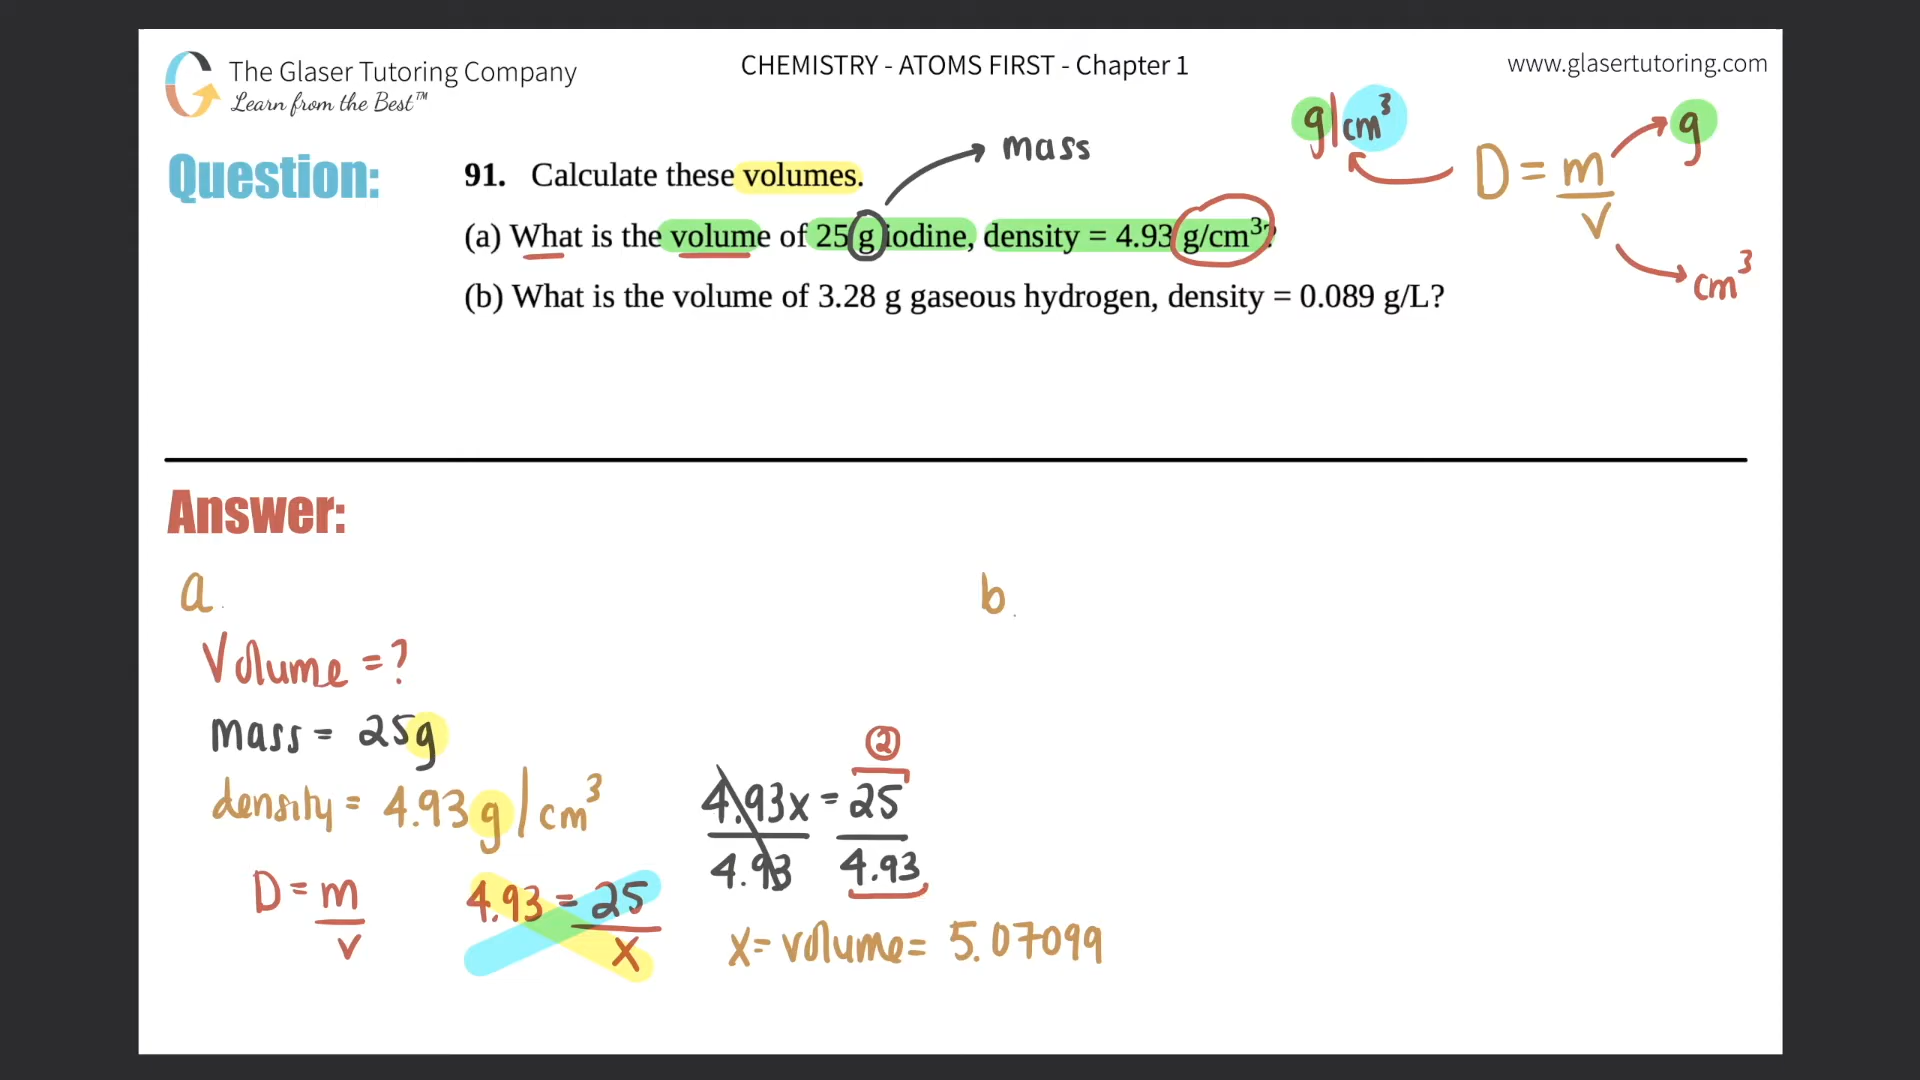 The Glaser Tutoring Company
Learn from the Best™
CHEMISTRY - ATOMS FIRST - Chapter 1
www.glasertutoring.com
g/cm³
g
D = m/v
cm³
mass
Question:
91. Calculate these volumes.
(a) What is the volume of 25 g iodine, density = 4.93 g/cm³?
(b) What is the volume of 3.28 g gaseous hydrogen, density = 0.089 g/L?
Answer:
a.
b.
Volume = ?
mass = 25g
density = 4.93 g/cm³
D = m/v
4.93 = 25/x
2
4.93x = 25
4.93 4.93
x = volume = 5.07099